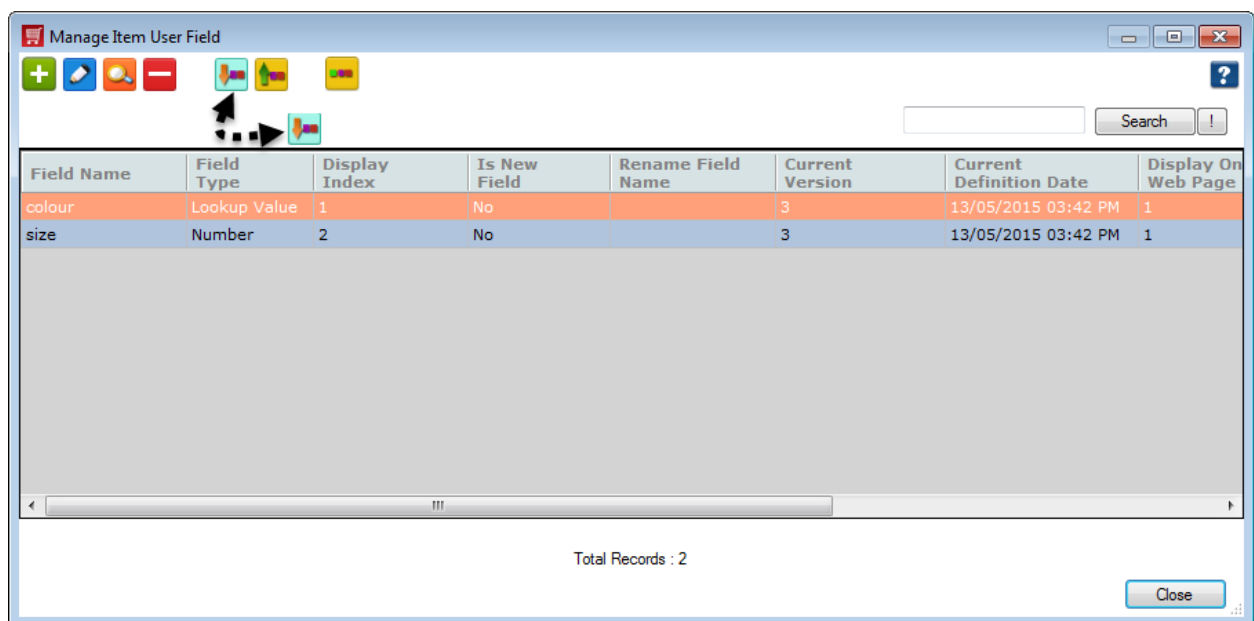 Manage Item User Field
?
Search !
Field Name Field Type Display Index Is New Field Rename Field Name Current Version Current Definition Date Display On Web Page
colour Lookup Value 1 No 3 13/05/2015 03:42 PM 1
size Number 2 No 3 13/05/2015 03:42 PM 1
Total Records : 2
Close